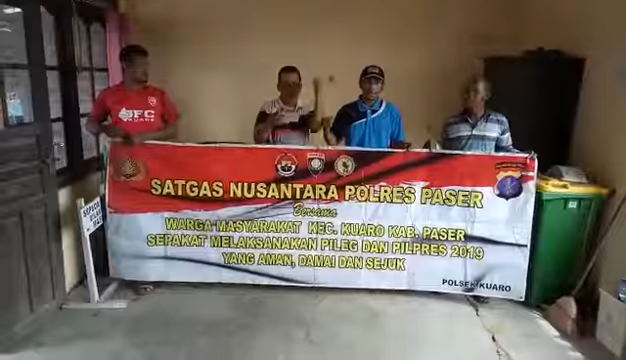 SATGAS NUSANTARA POLRES PASER
Bersama
WARGA MASYARAKAT KEC. KUARO KAB. PASER
SEPAKAT MELAKSANAKAN PILEG DAN PILPRES 2019
YANG AMAN, DAMAI DAN SEJUK
POLSEK KUARO
FC